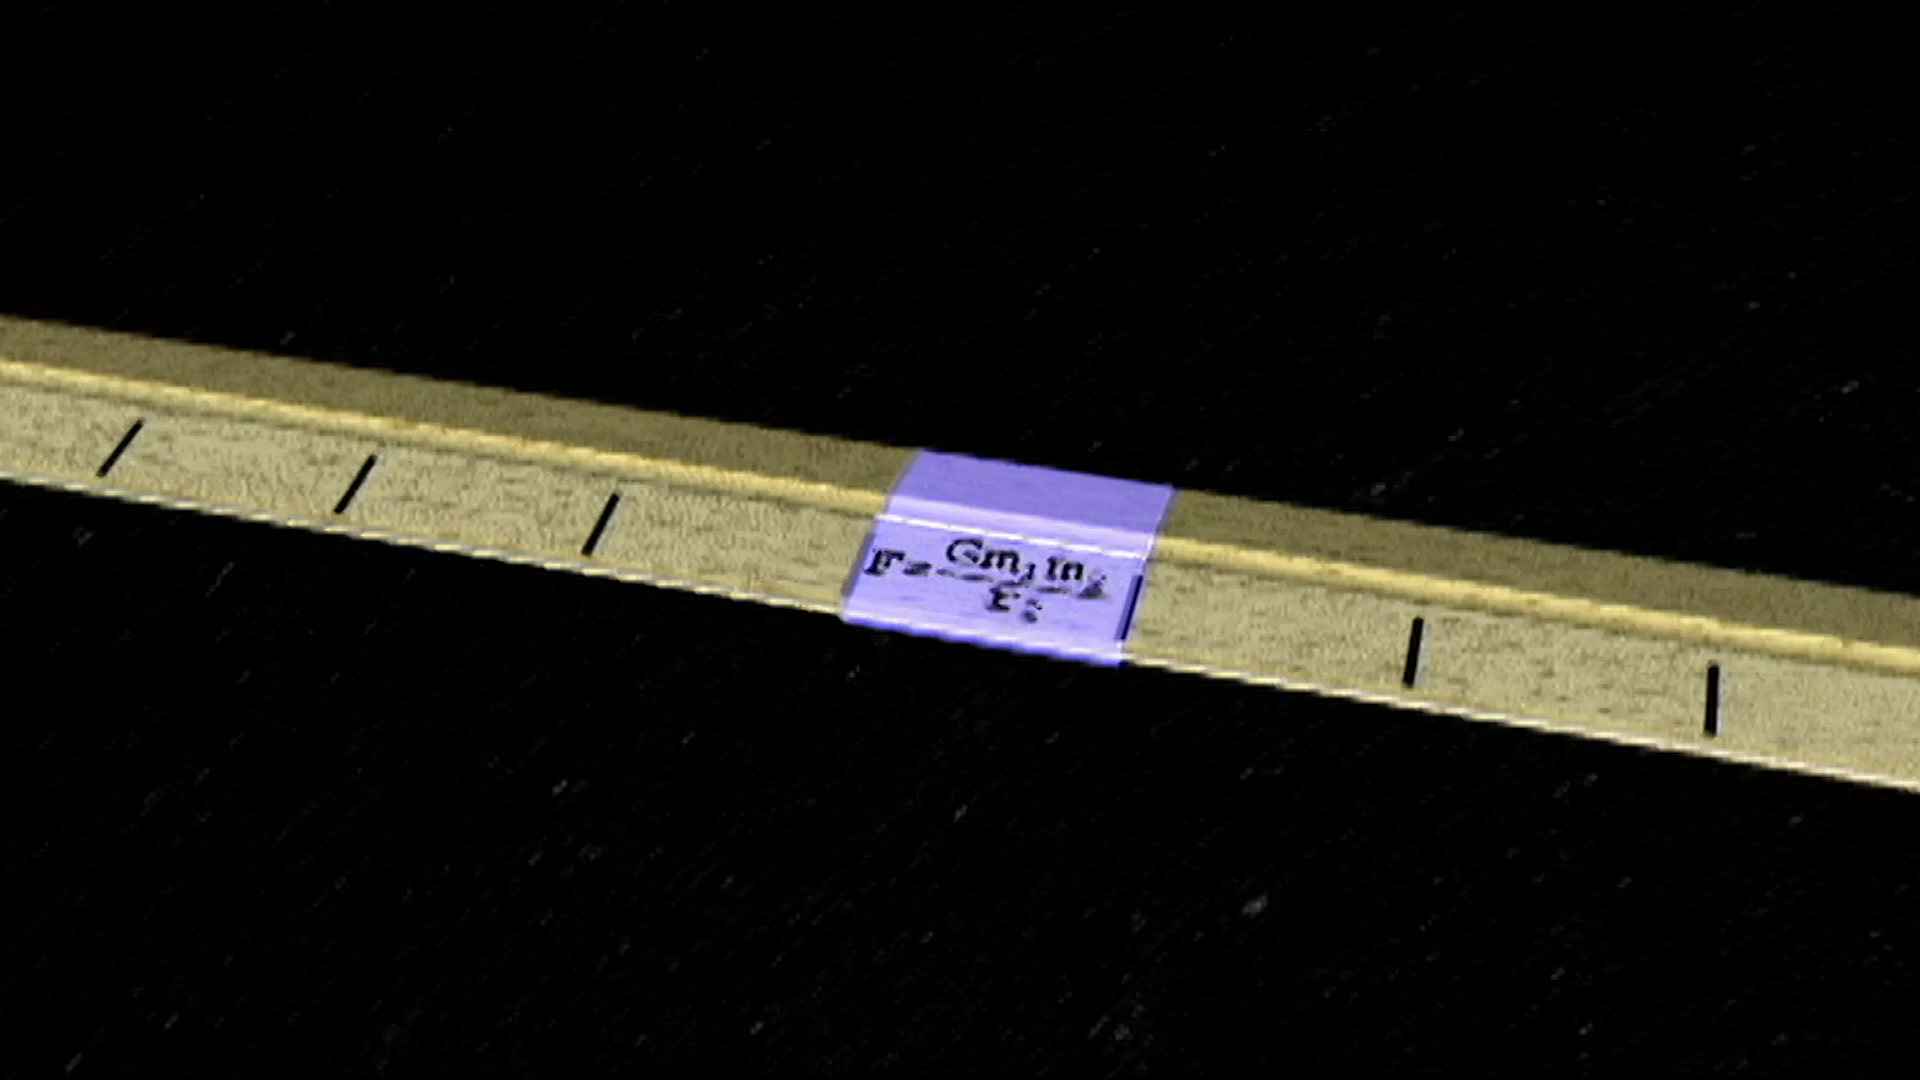 F = Gm₁m₂ / r²